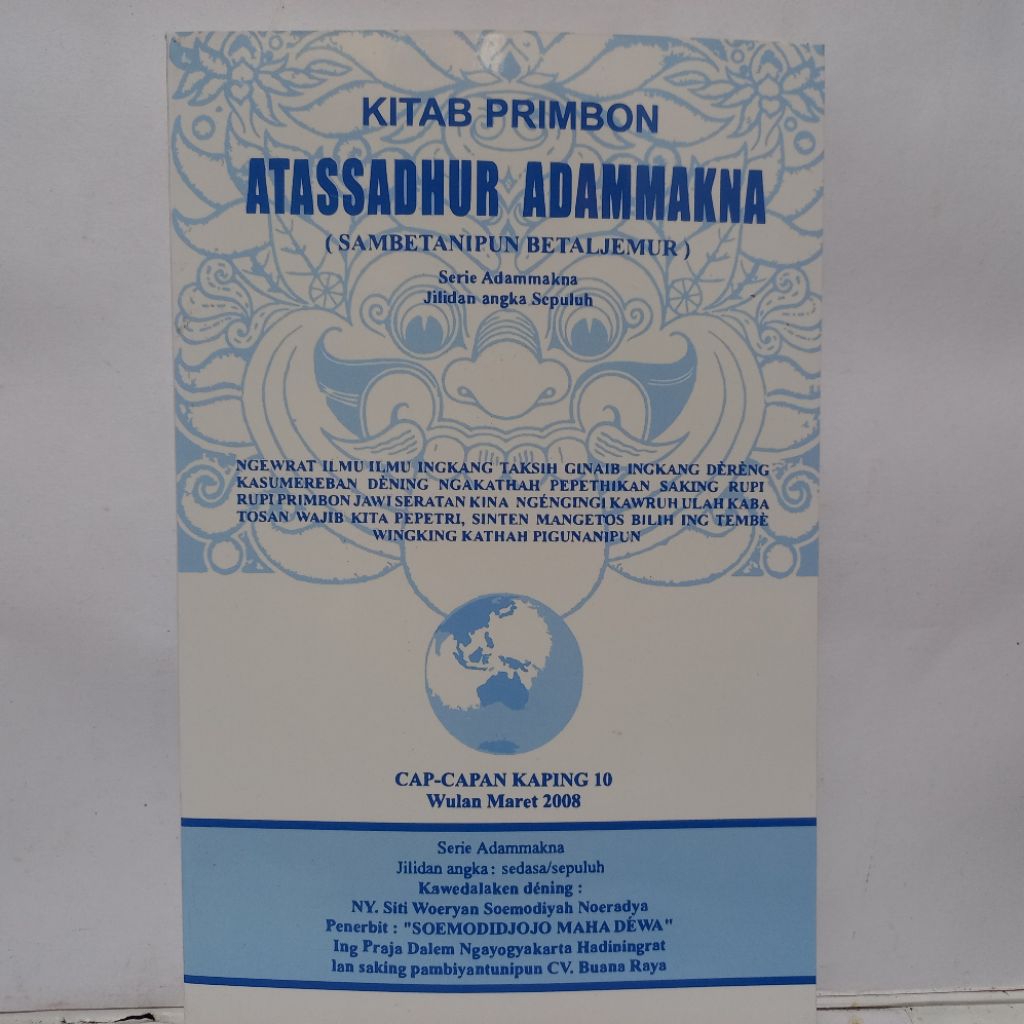 KITAB PRIMBON
ATASSADHUR ADAMMAKNA
( SAMBETANIPUN BETALJEMUR )
Serie Adammakna
Jilidan angka Sepuluh
NGEWRAT ILMU ILMU INGKANG TAKSIH GINAIB INGKANG DÈRÈNG
KASUMEREBAN DÈNING NGAKATHAH PEPETHIKAN SAKING RUPI
RUPI PRIMBON JAWI SERATAN KINA NGÉNGINGI KAWRUH ULAH KABA
TOSAN WAJIB KITA PEPETRI, SINTEN MANGETOS BILIH ING TEMBÈ
WINGKING KATHAH PIGUNANIPUN
CAP-CAPAN KAPING 10
Wulan Maret 2008
Serie Adammakna
Jilidan angka : sedasa/sepuluh
Kawedalaken déning :
NY. Siti Woeryan Soemodiyah Noeradya
Penerbit : "SOEMODIDJOJO MAHA DÉWA"
Ing Praja Dalem Ngayogyakarta Hadiningrat
lan saking pambiyantunipun CV. Buana Raya